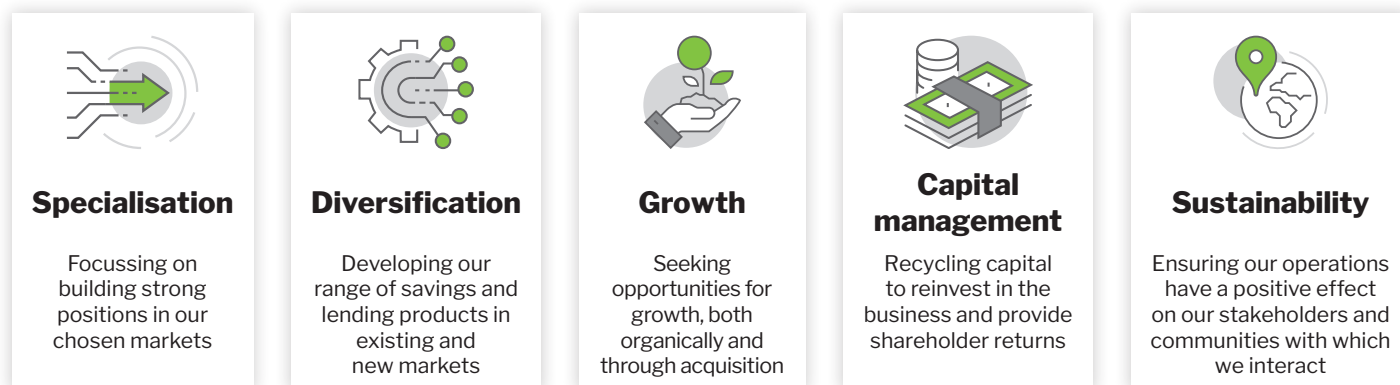 Specialisation
Focussing on
building strong
positions in our
chosen markets
Diversification
Developing our
range of savings and
lending products in
existing and
new markets
Growth
Seeking
opportunities for
growth, both
organically and
through acquisition
Capital
management
Recycling capital
to reinvest in the
business and provide
shareholder returns
Sustainability
Ensuring our operations
have a positive effect
on our stakeholders and
communities with which
we interact